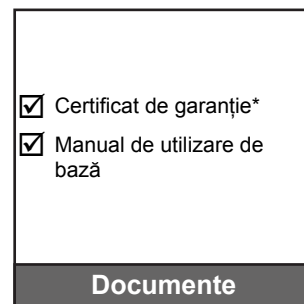 ☑ Certificat de garanție*
☑ Manual de utilizare de
bază
Documente